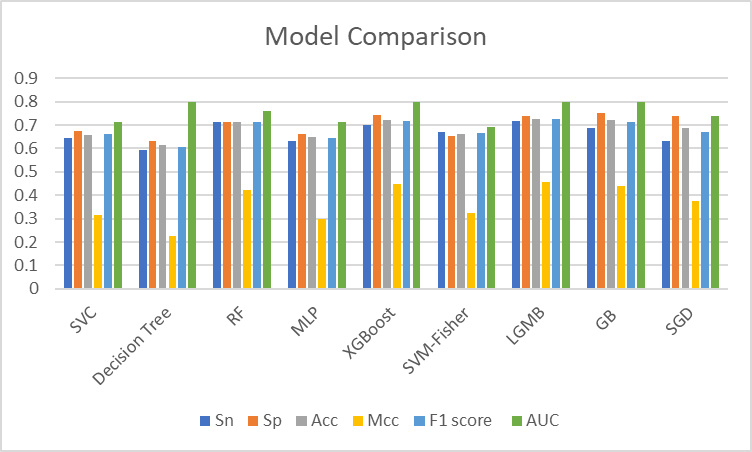 Model Comparison
0.9
0.8
0.7
0.6
0.5
0.4
0.3
0.2
0.1
0
SVC
Decision Tree
RF
MLP
XGBoost
SVM-Fisher
LGMB
GB
SGD
Sn Sp Acc Mcc F1 score AUC